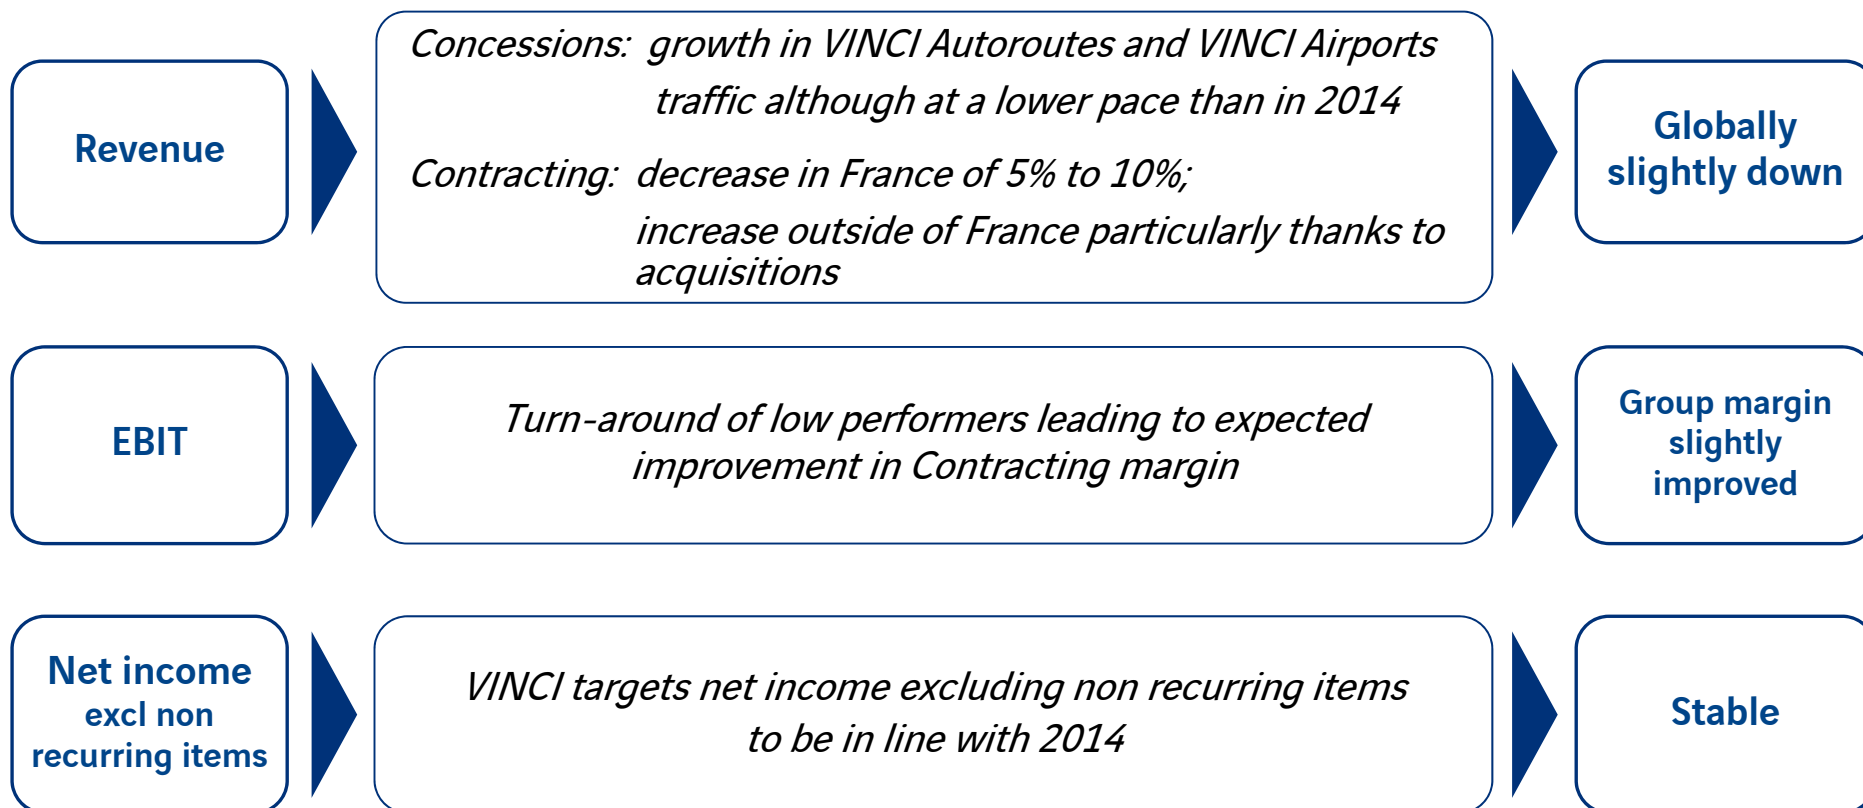 Revenue
Concessions: growth in VINCI Autoroutes and VINCI Airports
traffic although at a lower pace than in 2014
Contracting: decrease in France of 5% to 10%;
increase outside of France particularly thanks to
acquisitions
Globally
slightly down
EBIT
Turn-around of low performers leading to expected
improvement in Contracting margin
Group margin
slightly
improved
Net income
excl non
recurring items
VINCI targets net income excluding non recurring items
to be in line with 2014
Stable